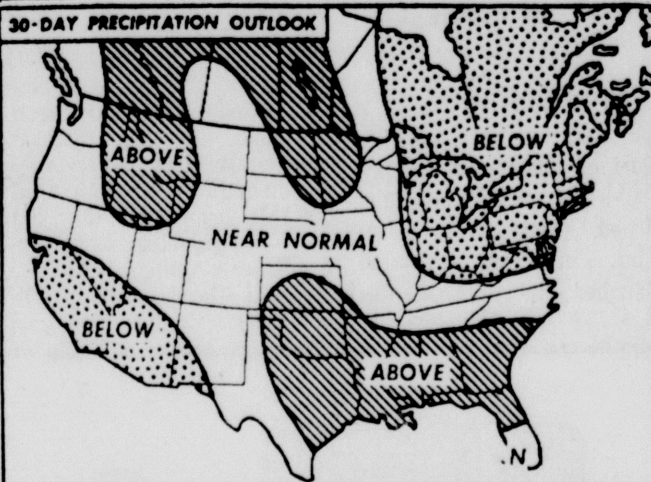 30-DAY PRECIPITATION OUTLOOK
BELOW
ABOVE
NEAR NORMAL
BELOW
ABOVE
.N